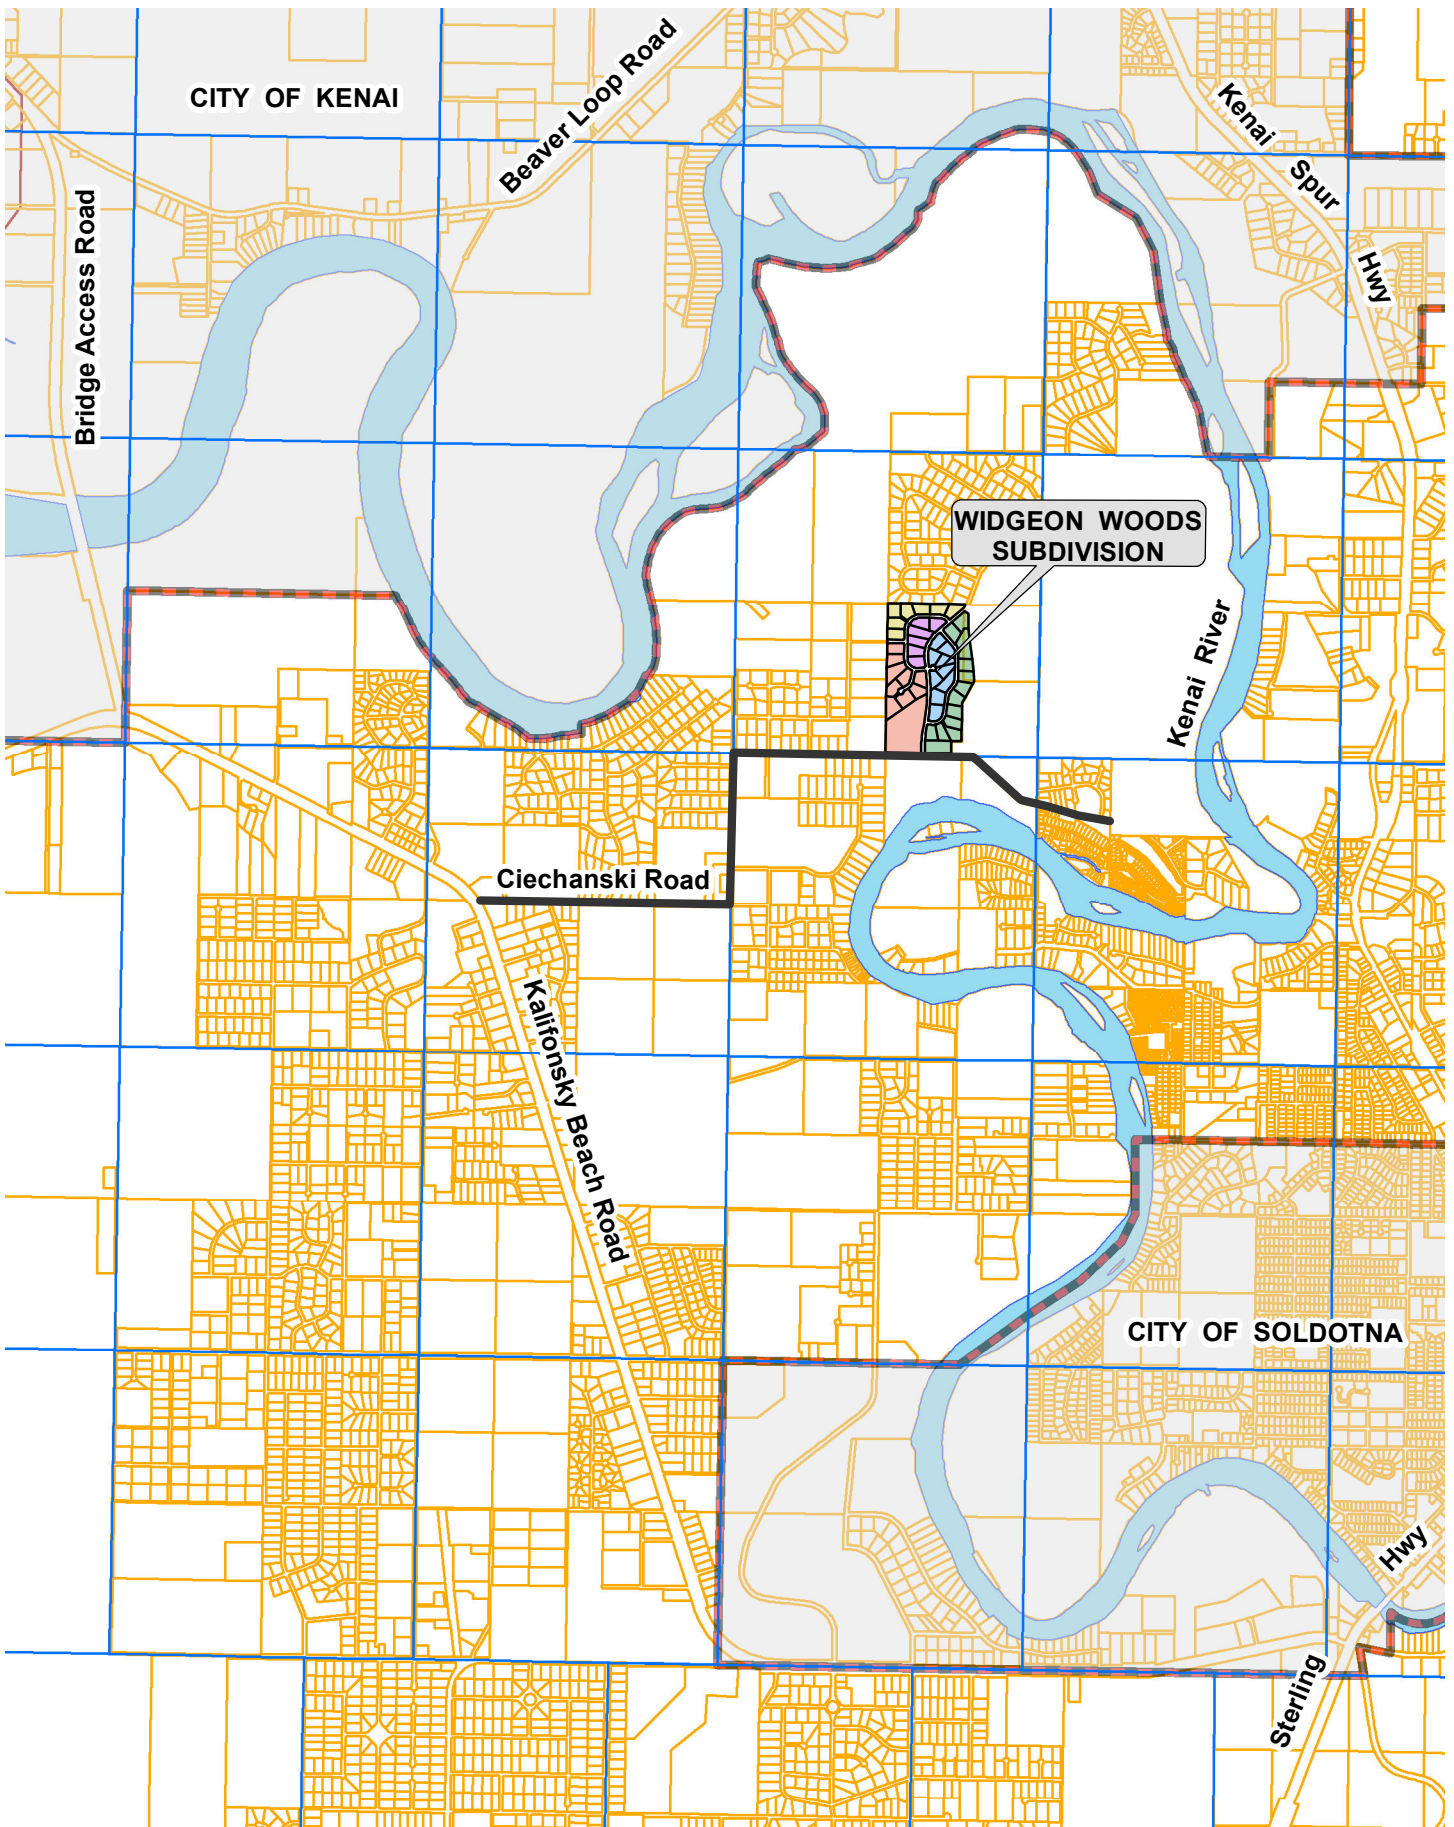 CITY OF KENAI
Beaver Loop Road
Kenai Spur Hwy
Bridge Access Road
WIDGEON WOODS
SUBDIVISION
Kenai River
Ciechanski Road
Kalifonsky Beach Road
CITY OF SOLDOTNA
Sterling Hwy